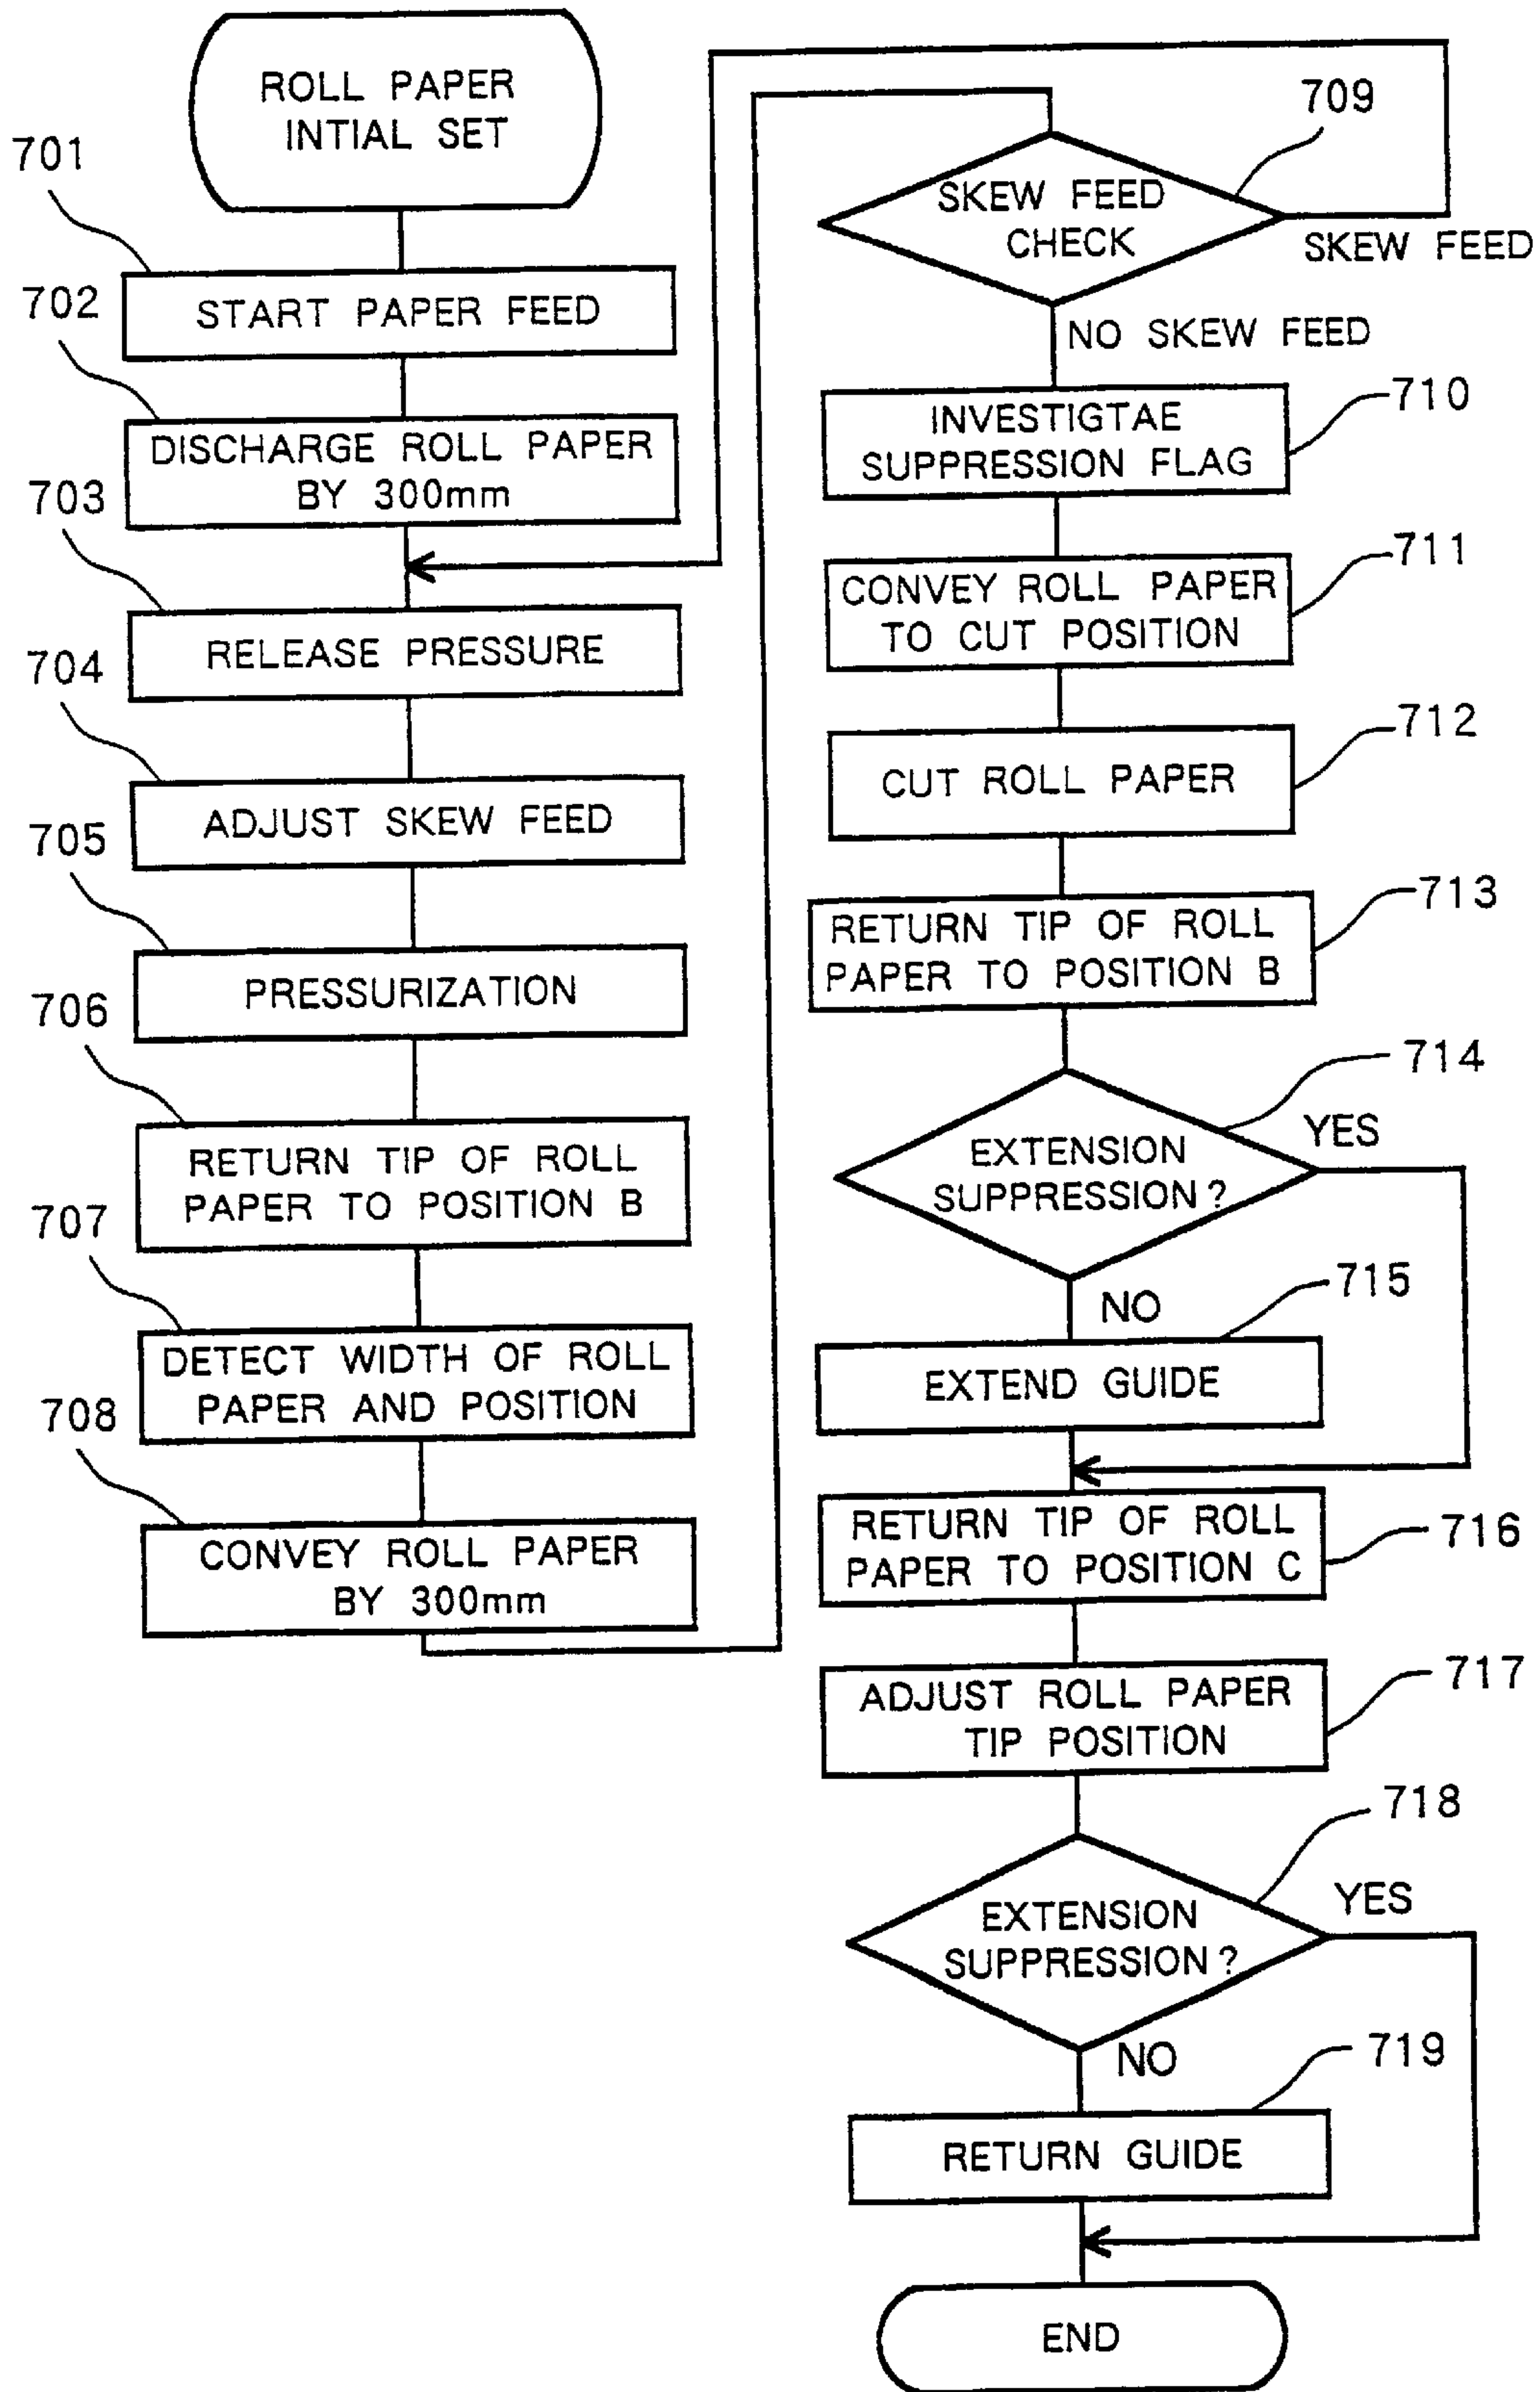 ROLL PAPER
INTIAL SET
701
START PAPER FEED
702
DISCHARGE ROLL PAPER
BY 300mm
703
RELEASE PRESSURE
704
ADJUST SKEW FEED
705
PRESSURIZATION
706
RETURN TIP OF ROLL
PAPER TO POSITION B
707
DETECT WIDTH OF ROLL
PAPER AND POSITION
708
CONVEY ROLL PAPER
BY 300mm
709
SKEW FEED
CHECK
SKEW FEED
NO SKEW FEED
710
INVESTIGTAE
SUPPRESSION FLAG
711
CONVEY ROLL PAPER
TO CUT POSITION
712
CUT ROLL PAPER
713
RETURN TIP OF ROLL
PAPER TO POSITION B
714
EXTENSION
SUPPRESSION?
YES
NO
715
EXTEND GUIDE
716
RETURN TIP OF ROLL
PAPER TO POSITION C
717
ADJUST ROLL PAPER
TIP POSITION
718
EXTENSION
SUPPRESSION?
YES
NO
719
RETURN GUIDE
END